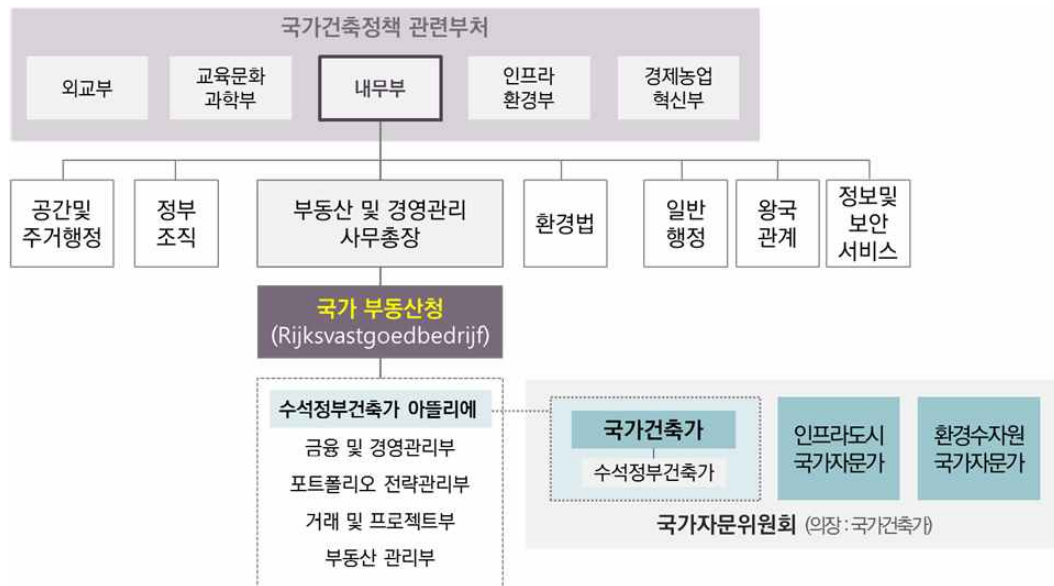 국가건축정책 관련부처
외교부
교육문화
과학부
내무부
인프라
환경부
경제농업
혁신부
공간및
주거행정
정부
조직
부동산 및 경영관리
사무총장
환경법
일반
행정
왕국
관계
정보및
보안
서비스
국가 부동산청
(Rijksvastgoedbedrijf)
수석정부건축가 아뜰리에
금융 및 경영관리부
포트폴리오 전략관리부
거래 및 프로젝트부
부동산 관리부
국가건축가
수석정부건축가
인프라도시
국가자문가
환경수자원
국가자문가
국가자문위원회 (의장 : 국가건축가)